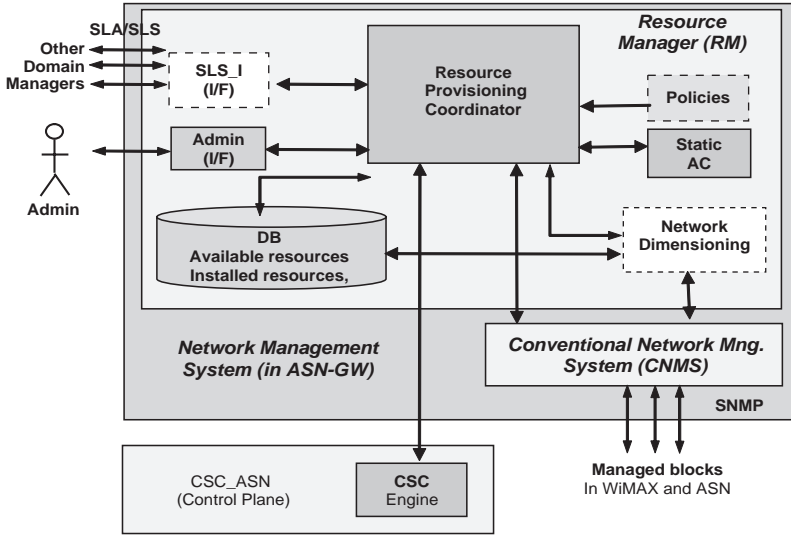 SLA/SLS
Other
Domain
Managers
SLS_I
(I/F)
Resource
Provisioning
Coordinator
Resource
Manager (RM)
Policies
Static
AC
Admin
(I/F)
Admin
DB
Available resources
Installed resources,
Network
Dimensioning
Network Management
System (in ASN-GW)
Conventional Network Mng.
System (CNMS)
SNMP
CSC_ASN
(Control Plane)
CSC
Engine
Managed blocks
In WiMAX and ASN